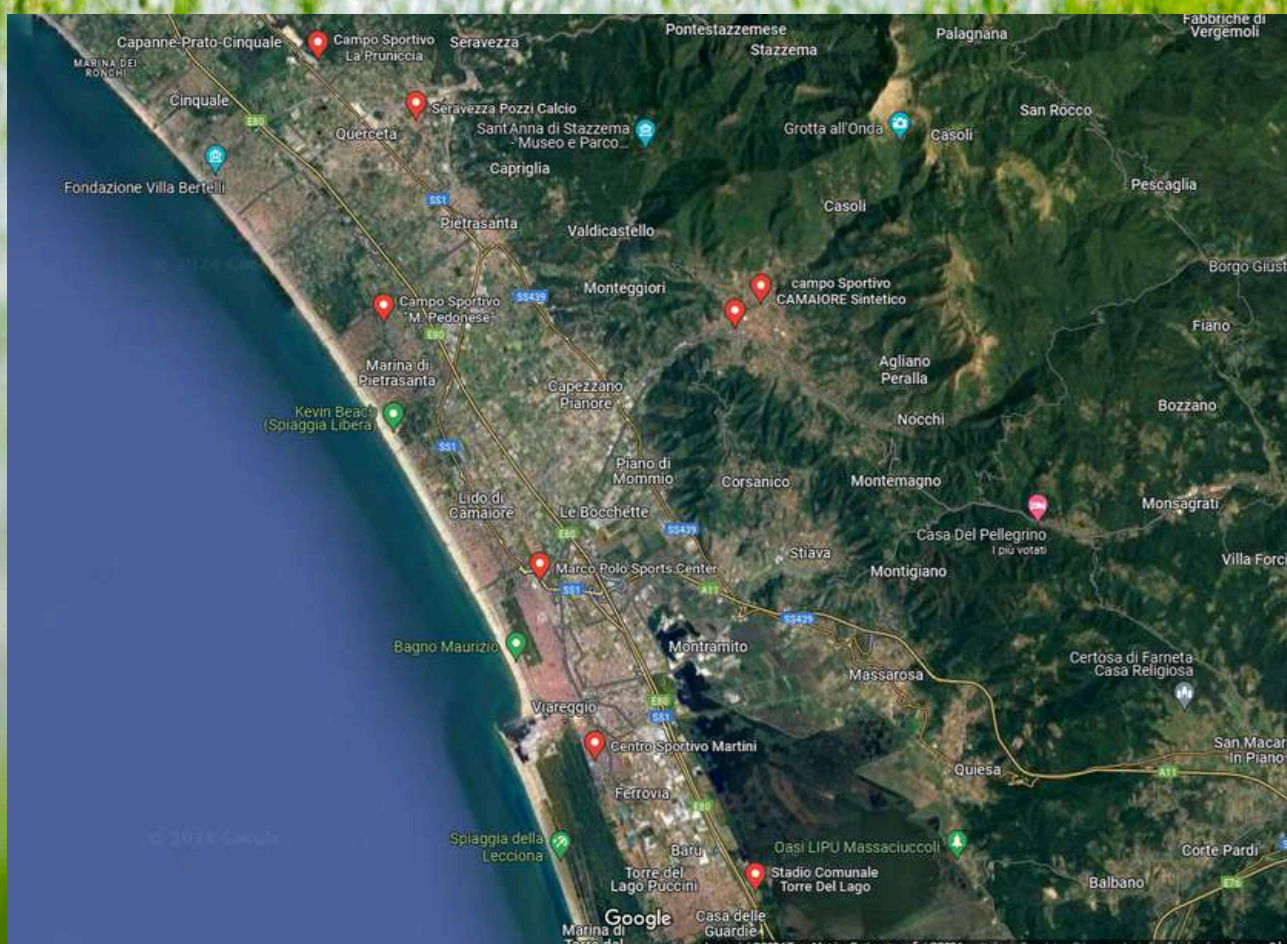 Capanne-Prato-Cinquale
Campo Sportivo
La Pruniccia
Seravezza
Pontestazzemese
Stazzema
Palagnana
Fabbriche di
Vergemoli
MARINA DEI
RONCHI
Cinquale
E80
Querceta
Seravezza Pozzi Calcio
Sant'Anna di Stazzema
- Museo e Parco...
Grotta all'Onda
Casoli
San Rocco
Fondazione Villa Bertelli
Capriglia
Pescaglia
SS1
Pietrasanta
Valdicastello
Casoli
Borgo Giust
Monteggiori
SS439
campo Sportivo
CAMAIORE Sintetico
Campo Sportivo
"M. Pedonese"
E80
Fiano
Marina di
Pietrasanta
Capezzano
Pianore
Agliano
Peralla
Kevin Beach
(Spiaggia Libera)
Nocchi
Bozzano
SS1
Piano di
Mommio
Corsanico
Montemagno
Monsagrati
Lido di
Camaiore
Le Bocchette
Casa Del Pellegrino
I più votati
E80
SS439
Stiava
Montigiano
Villa Forci
Marco Polo Sports Center
SS1
A11
SS439
Bagno Maurizio
Montramito
Massarosa
Certosa di Farneta
Casa Religiosa
Viareggio
E80
SS1
Centro Sportivo Martini
San Macar
In Piano
Quiesa
A11
Ferrovia
E80
Spiaggia della
Lecciona
Baru
Oasi LIPU Massaciuccoli
Corte Pardi
Torre del
Lago Puccini
Stadio Comunale
Torre Del Lago
Balbano
E76
Google
Casa delle
Guardie
Marina di
Torre del